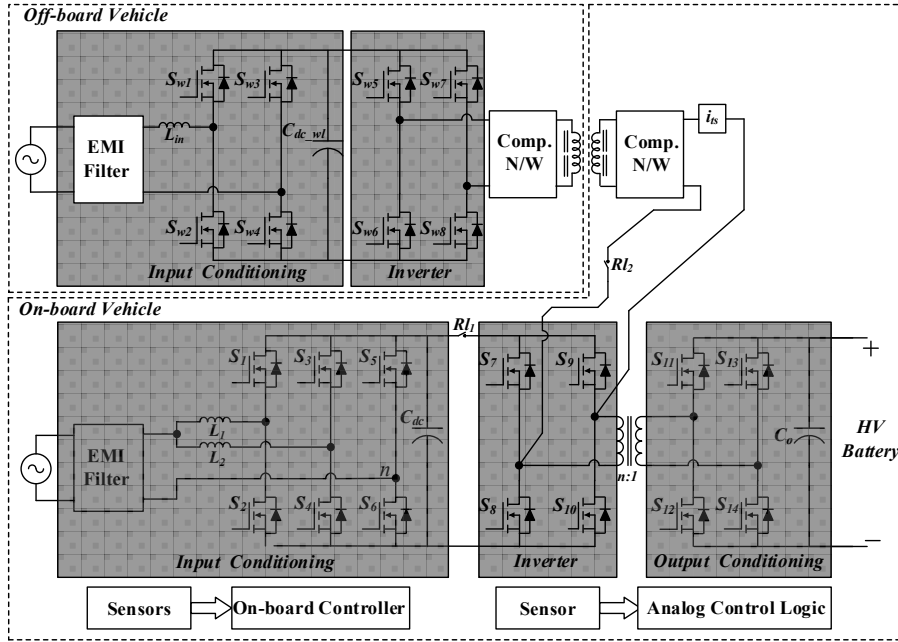 Off-board Vehicle
EMI
Filter
L_in
S_w1
S_w3
S_w2
S_w4
C_dc_wl
Input Conditioning
S_w5
S_w7
S_w6
S_w8
Inverter
Comp.
N/W
Comp.
N/W
i_ts
Rl_2
On-board Vehicle
EMI
Filter
L_1
L_2
S_1
S_3
S_5
S_2
S_4
S_6
n
C_dc
Input Conditioning
Rl_1
S_7
S_9
S_8
S_10
Inverter
n:1
S_11
S_13
S_12
S_14
C_o
Output Conditioning
+
HV
Battery
−
Sensors
On-board Controller
Sensor
Analog Control Logic